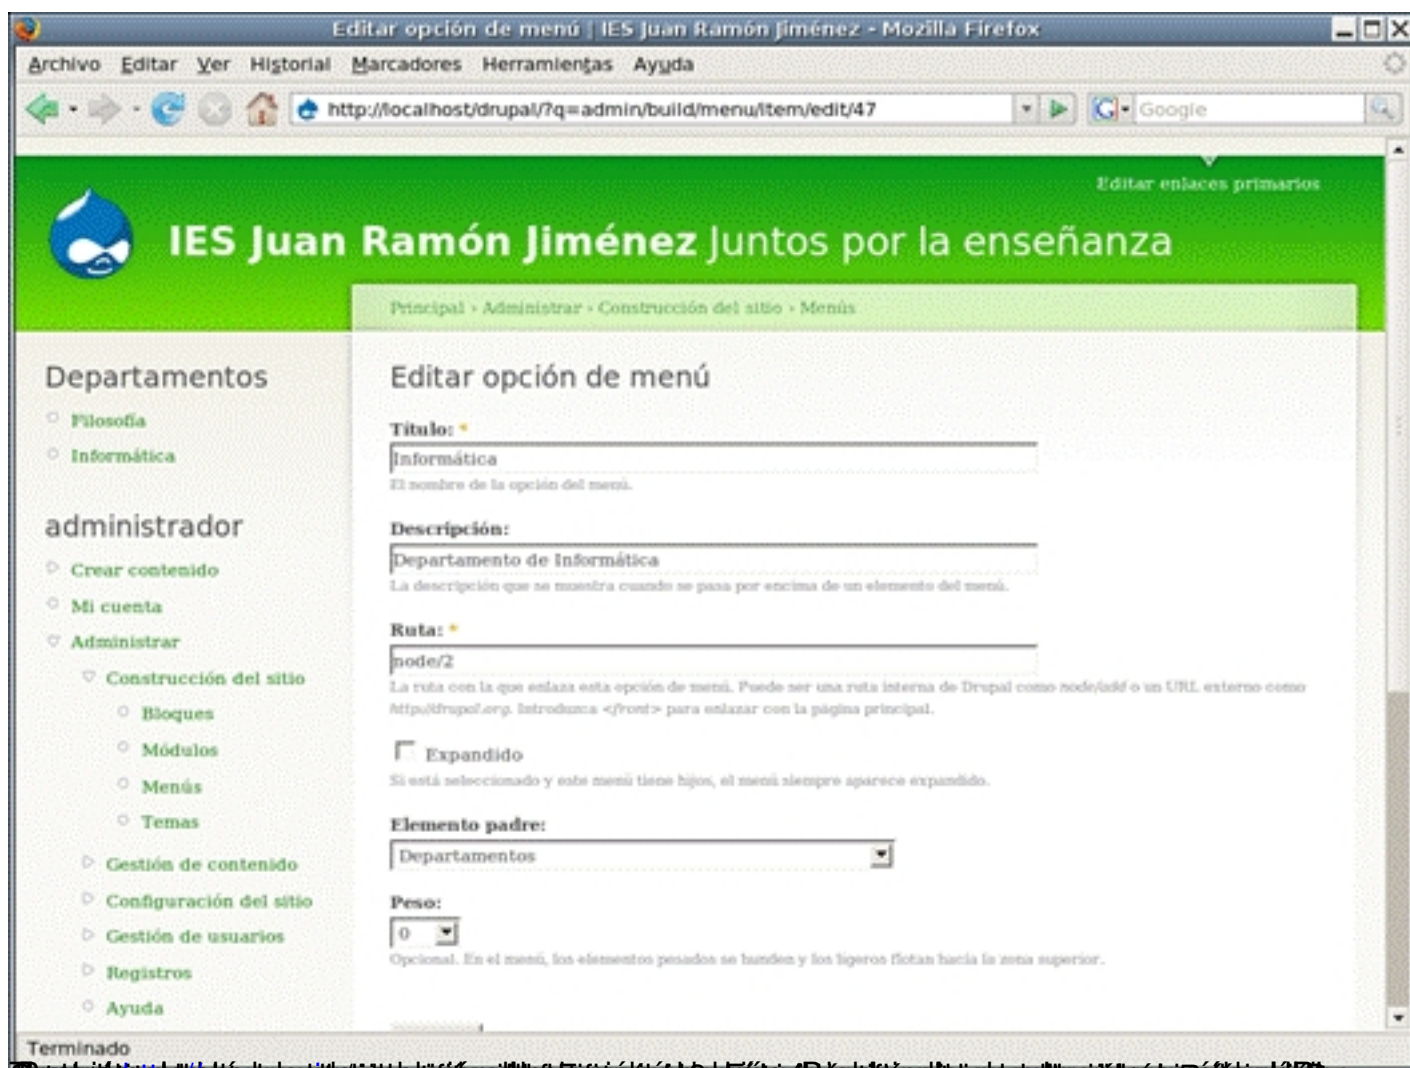 Editar opción de menú | IES Juan Ramón Jiménez - Mozilla Firefox
Archivo Editar Ver Historial Marcadores Herramientas Ayuda
http://localhost/drupal/?q=admin/build/menu/item/edit/47
Google
Editar enlaces primarios
IES Juan Ramón Jiménez Juntos por la enseñanza
Principal › Administrar › Construcción del sitio › Menús
Departamentos
Filosofía
Informática
administrador
Crear contenido
Mi cuenta
Administrar
Construcción del sitio
Bloques
Módulos
Menús
Temas
Gestión de contenido
Configuración del sitio
Gestión de usuarios
Registros
Ayuda
Editar opción de menú
Título: *
Informática
El nombre de la opción del menú.
Descripción:
Departamento de Informática
La descripción que se muestra cuando se pasa por encima de un elemento del menú.
Ruta: *
node/2
La ruta con la que enlaza esta opción de menú. Puede ser una ruta interna de Drupal como node/add o un URL externo como
http://drupal.org. Introduzca <front> para enlazar con la página principal.
Expandido
Si está seleccionado y este menú tiene hijos, el menú siempre aparece expandido.
Elemento padre:
Departamentos
Peso:
0
Opcional. En el menú, los elementos pesados se hunden y los ligeros flotan hacia la zona superior.
Terminado